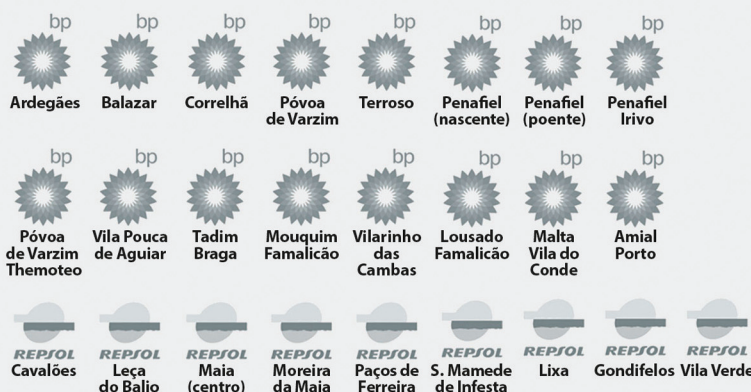 bp bp bp bp bp bp bp bp
Ardegães Balazar Correlhã Póvoa de Varzim Terroso Penafiel (nascente) Penafiel (poente) Penafiel Irivo
bp bp bp bp bp bp bp bp
Póvoa de Varzim Themoteo Vila Pouca de Aguiar Tadim Braga Mouquim Famalicão Vilarinho das Cambas Lousado Famalicão Malta Vila do Conde Amial Porto
REPSOL REPSOL REPSOL REPSOL REPSOL REPSOL REPSOL REPSOL REPSOL
Cavalões Leça do Balio Maia (centro) Moreira da Maia Paços de Ferreira S. Mamede de Infesta Lixa Gondifelos Vila Verde